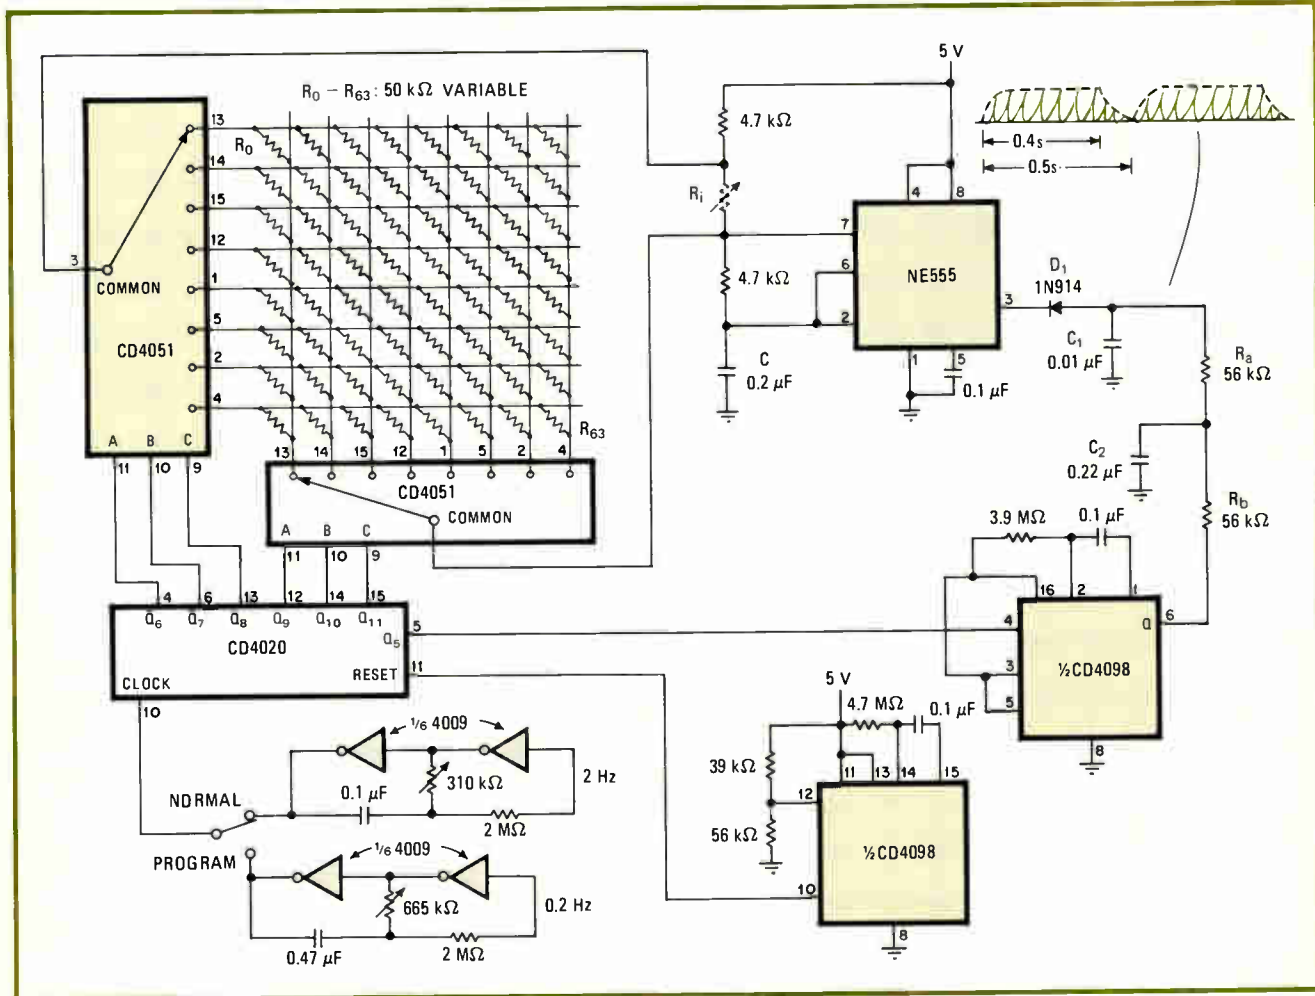 R0 – R63: 50 kΩ VARIABLE
5 V
4.7 kΩ
0.4s
0.5s
13
R0
14
15
12
1
5
2
4
3
COMMON
CD4051
A B C
11 10 9
R63
13 14 15 12 1 5 2 4
CD4051
COMMON
A B C
11 10 9
Ri
4.7 kΩ
C
0.2 µF
4 8
7
6
2
NE555
3
1 5
0.1 µF
D1
1N914
C1
0.01 µF
Ra
56 kΩ
C2
0.22 µF
Rb
56 kΩ
3.9 MΩ
0.1 µF
16 2 1
4
3
5
Q 6
½CD4098
8
4 6 13 12 14 15
Q6 Q7 Q8 Q9 Q10 Q11
Q5
5
CD4020
RESET
11
CLOCK
10
1/6 4009
310 kΩ
2 Hz
NORMAL
0.1 µF
2 MΩ
PROGRAM
1/6 4009
665 kΩ
0.2 Hz
0.47 µF
2 MΩ
5 V
4.7 MΩ
0.1 µF
39 kΩ
11 13 14 15
12
56 kΩ
½CD4098
10
8